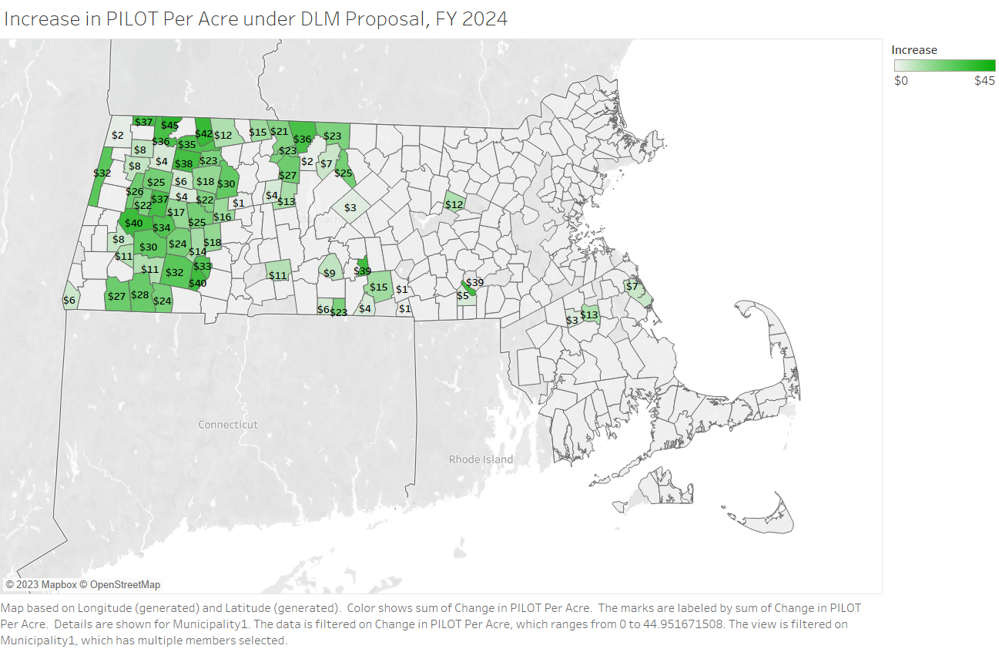 Increase in PILOT Per Acre under DLM Proposal, FY 2024
Increase
$0 $45
$37 $45
$2 $42 $12 $15 $21 $36 $23
$36 $35
$8 $23
$8 $4 $38 $23 $2 $7
$32 $27 $25
$25 $6 $18 $30
$26 $4 $22 $4
$22 $37 $1 $13 $3 $12
$17 $16
$40 $34 $25
$8 $30 $24 $18
$11 $14
$11 $32 $33 $11 $9 $39
$40 $39 $7
$6 $27 $28 $24 $15 $1 $5
$6 $23 $4 $1 $3 $13
Massachusetts
Connecticut
Rhode Island
© 2023 Mapbox © OpenStreetMap
Map based on Longitude (generated) and Latitude (generated).  Color shows sum of Change in PILOT Per Acre.  The marks are labeled by sum of Change in PILOT
Per Acre.  Details are shown for Municipality1. The data is filtered on Change in PILOT Per Acre, which ranges from 0 to 44.951671508. The view is filtered on
Municipality1, which has multiple members selected.